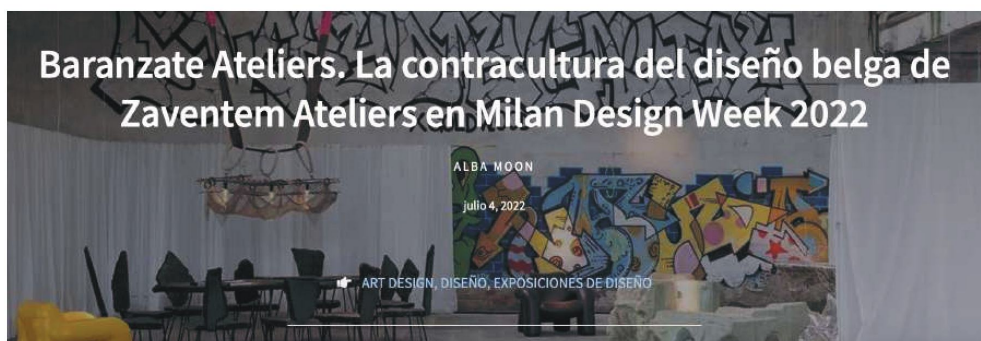 Baranzate Ateliers. La contracultura del diseño belga de
Zaventem Ateliers en Milan Design Week 2022
ALBA MOON
julio 4, 2022
ART DESIGN, DISEÑO, EXPOSICIONES DE DISEÑO